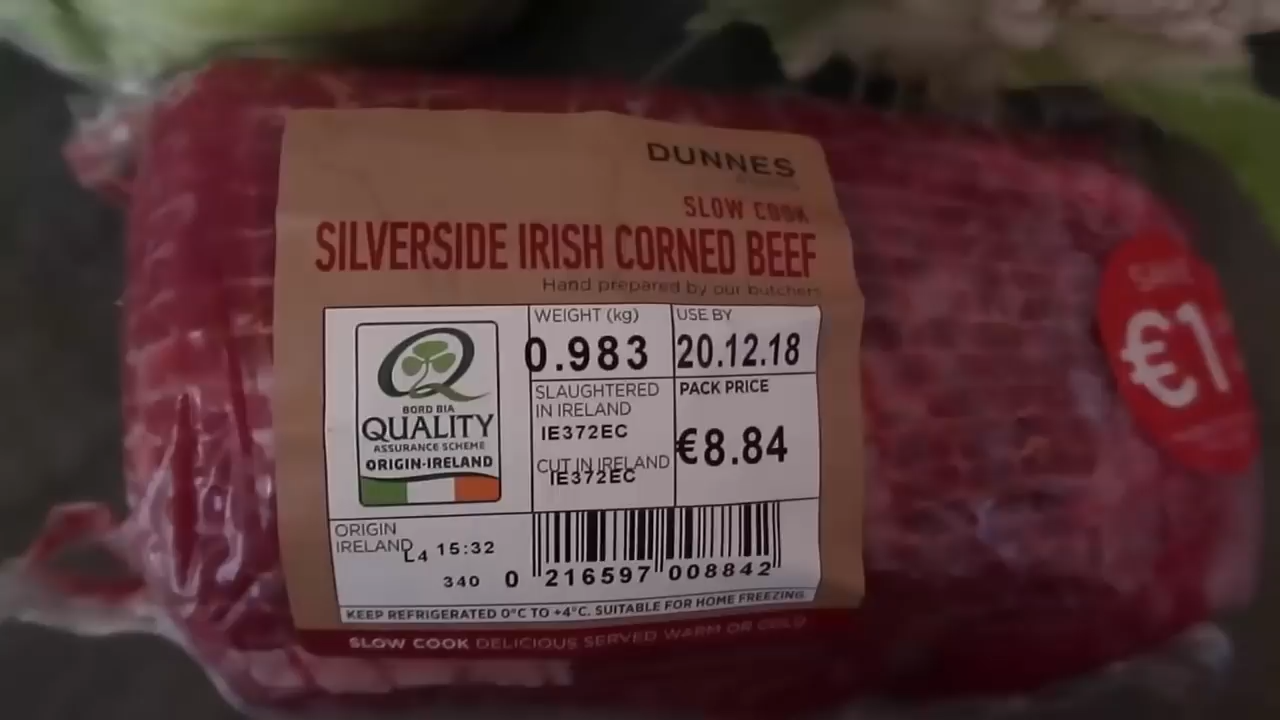 DUNNES
SLOW COOK
SILVERSIDE IRISH CORNED BEEF
Hand prepared by our butchers
WEIGHT (kg)
0.983
USE BY
20.12.18
SLAUGHTERED
IN IRELAND
IE372EC
CUT IN IRELAND
IE372EC
PACK PRICE
€8.84
BORD BIA
QUALITY
ASSURANCE SCHEME
ORIGIN-IRELAND
ORIGIN
IRELAND
L4 15:32
340
0 216597 008842
KEEP REFRIGERATED 0°C TO +4°C. SUITABLE FOR HOME FREEZING
SLOW COOK DELICIOUS SERVED WARM OR COLD
SAVE
€1